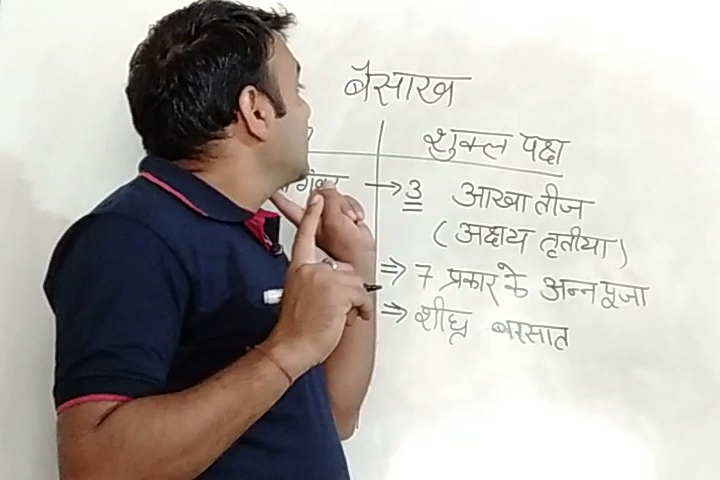 बैसाख
शुक्ल पक्ष
→ 3 आखा तीज
(अक्षय तृतीया)
⇒ 7 प्रकार के अन्न पूजा
⇒ शीघ्र बरसात